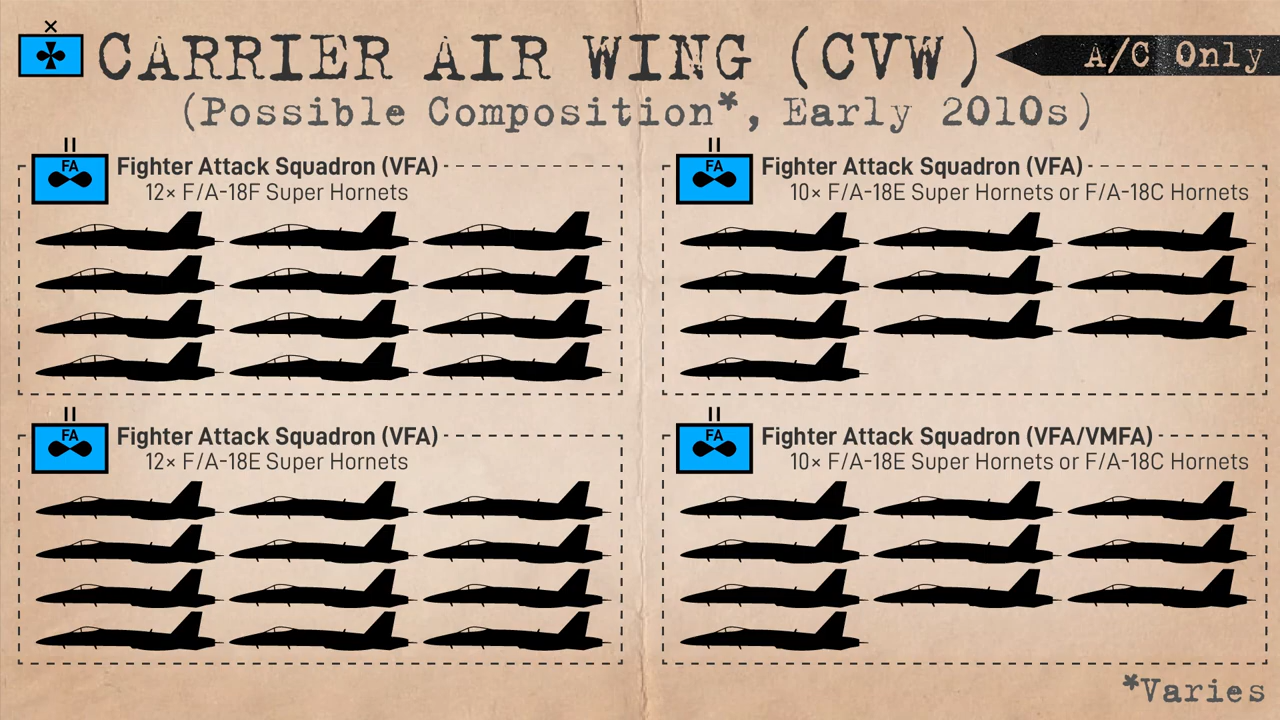 CARRIER AIR WING (CVW)
A/C Only
(Possible Composition*, Early 2010s)
FA
Fighter Attack Squadron (VFA)
12× F/A-18F Super Hornets
FA
Fighter Attack Squadron (VFA)
10× F/A-18E Super Hornets or F/A-18C Hornets
FA
Fighter Attack Squadron (VFA)
12× F/A-18E Super Hornets
FA
Fighter Attack Squadron (VFA/VMFA)
10× F/A-18E Super Hornets or F/A-18C Hornets
*Varies